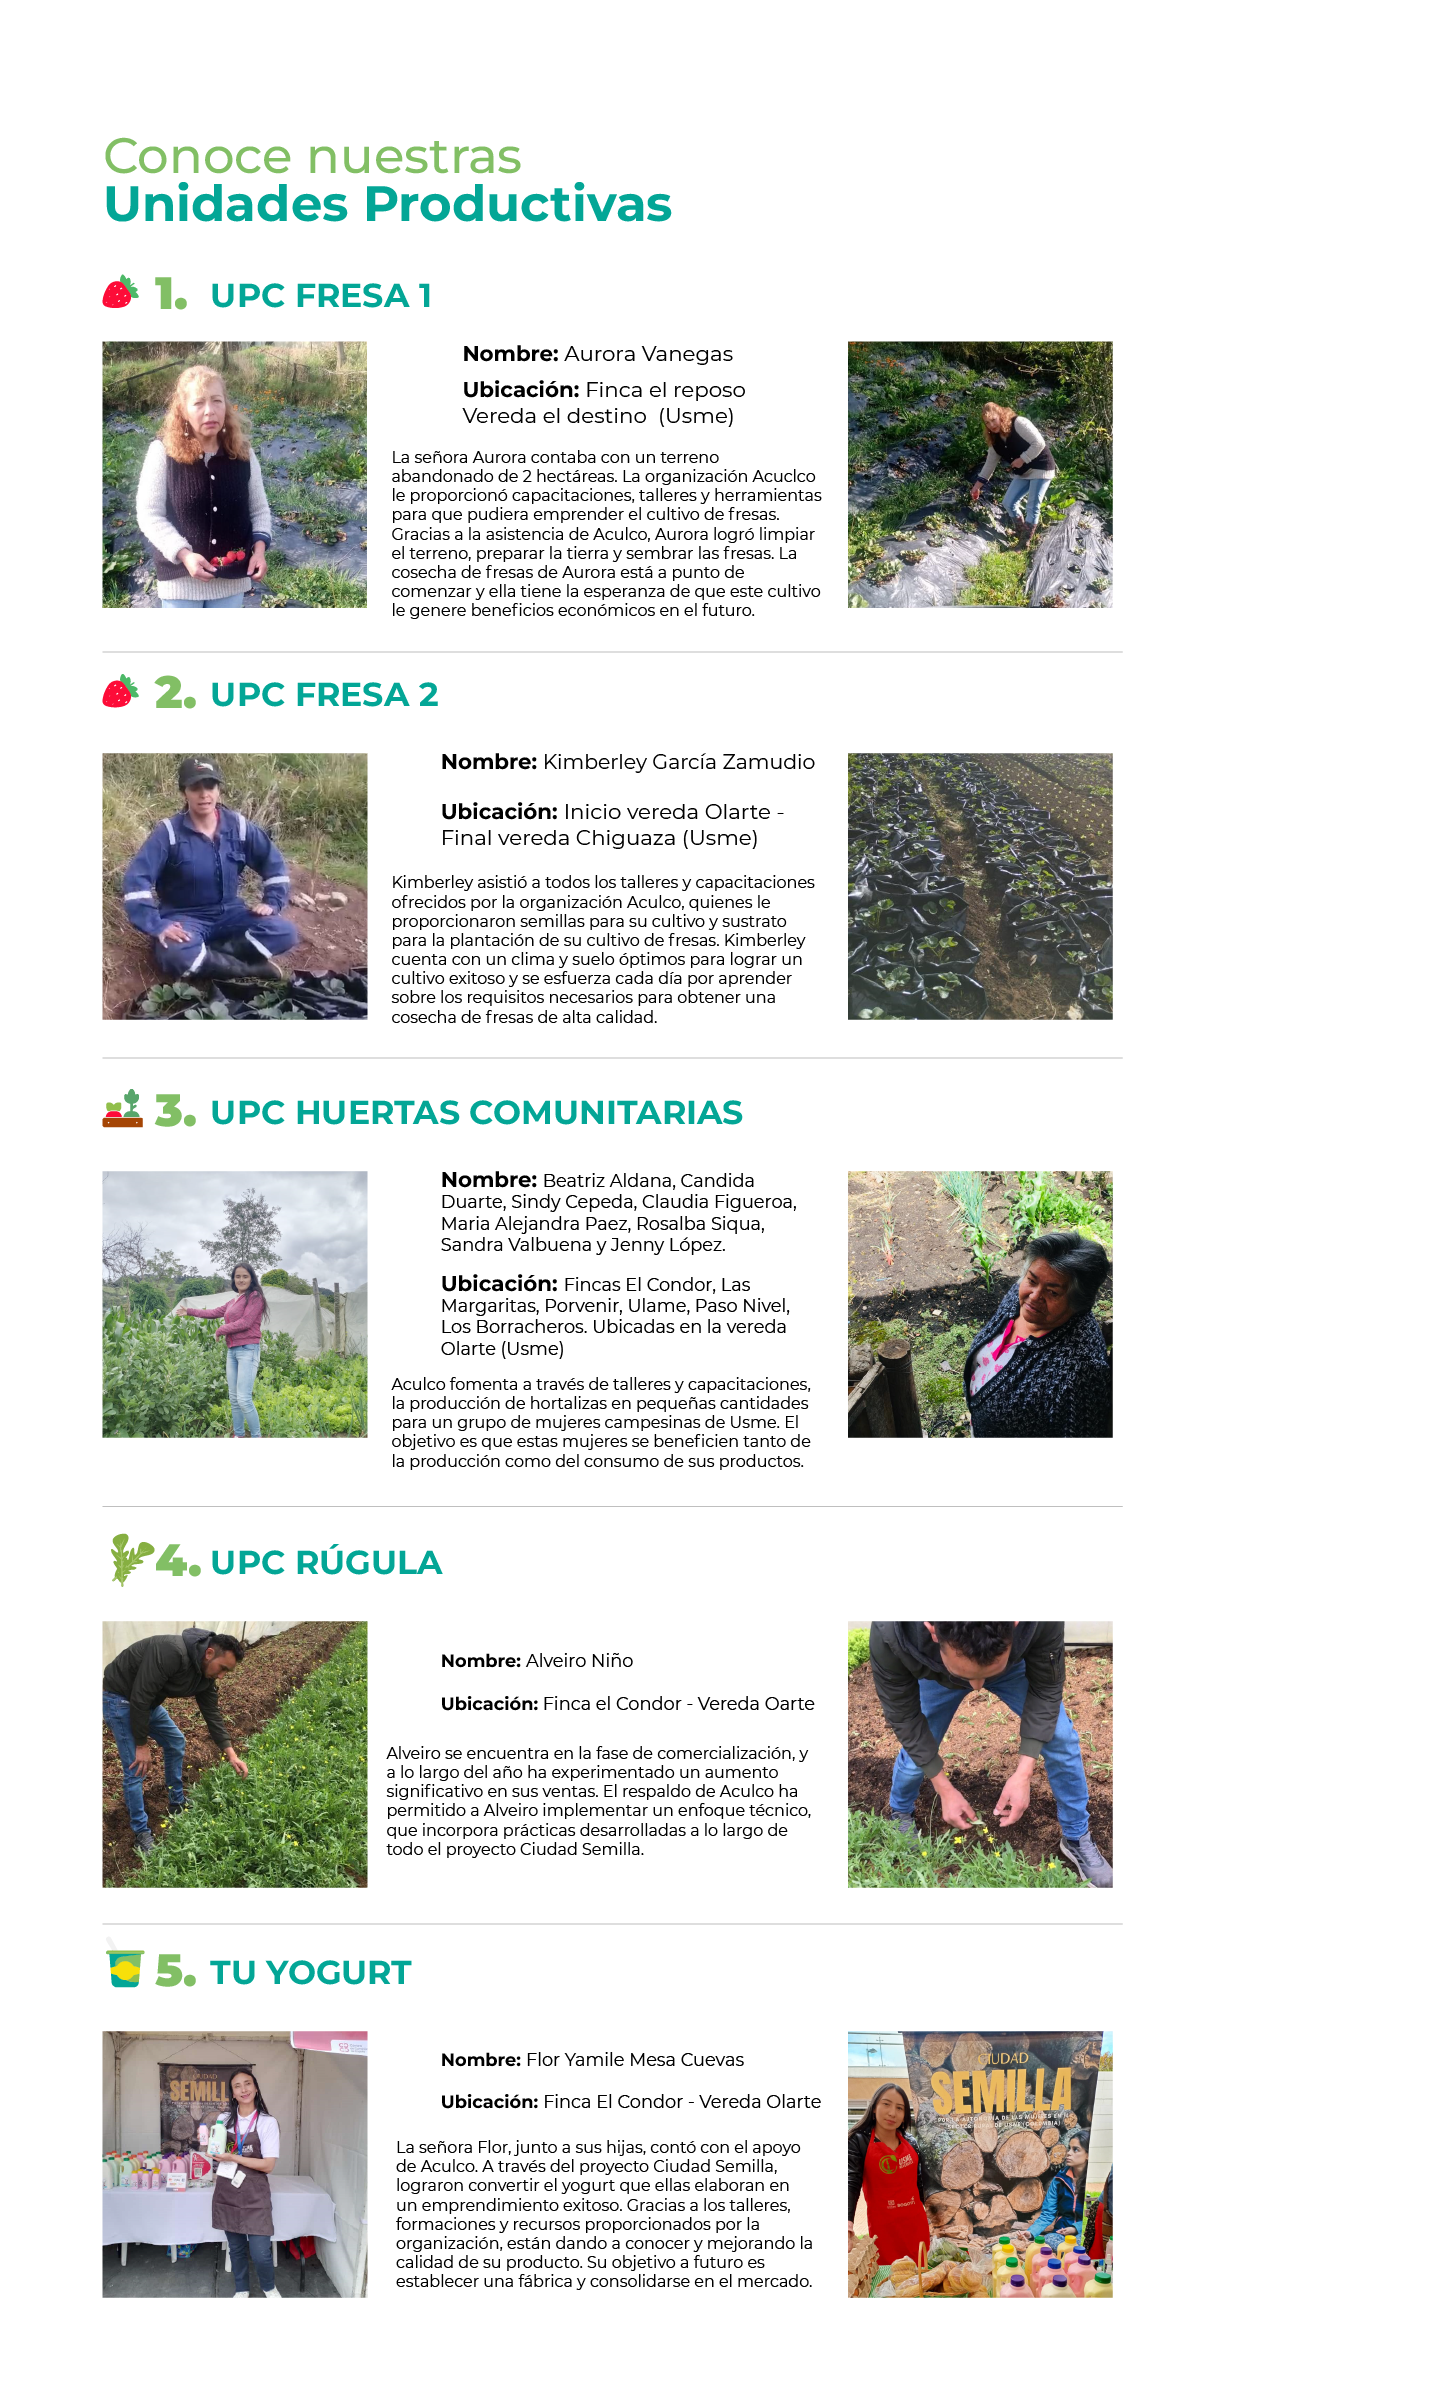 Conoce nuestras
Unidades Productivas
1. UPC FRESA 1
Nombre: Aurora Vanegas
Ubicación: Finca el reposo
Vereda el destino (Usme)
La señora Aurora contaba con un terreno
abandonado de 2 hectáreas. La organización Acuclco
le proporcionó capacitaciones, talleres y herramientas
para que pudiera emprender el cultivo de fresas.
Gracias a la asistencia de Aculco, Aurora logró limpiar
el terreno, preparar la tierra y sembrar las fresas. La
cosecha de fresas de Aurora está a punto de
comenzar y ella tiene la esperanza de que este cultivo
le genere beneficios económicos en el futuro.
2. UPC FRESA 2
Nombre: Kimberley García Zamudio
Ubicación: Inicio vereda Olarte -
Final vereda Chiguaza (Usme)
Kimberley asistió a todos los talleres y capacitaciones
ofrecidos por la organización Aculco, quienes le
proporcionaron semillas para su cultivo y sustrato
para la plantación de su cultivo de fresas. Kimberley
cuenta con un clima y suelo óptimos para lograr un
cultivo exitoso y se esfuerza cada día por aprender
sobre los requisitos necesarios para obtener una
cosecha de fresas de alta calidad.
3. UPC HUERTAS COMUNITARIAS
Nombre: Beatriz Aldana, Candida
Duarte, Sindy Cepeda, Claudia Figueroa,
Maria Alejandra Paez, Rosalba Siqua,
Sandra Valbuena y Jenny López.
Ubicación: Fincas El Condor, Las
Margaritas, Porvenir, Ulame, Paso Nivel,
Los Borracheros. Ubicadas en la vereda
Olarte (Usme)
Aculco fomenta a través de talleres y capacitaciones,
la producción de hortalizas en pequeñas cantidades
para un grupo de mujeres campesinas de Usme. El
objetivo es que estas mujeres se beneficien tanto de
la producción como del consumo de sus productos.
4. UPC RÚGULA
Nombre: Alveiro Niño
Ubicación: Finca el Condor - Vereda Oarte
Alveiro se encuentra en la fase de comercialización, y
a lo largo del año ha experimentado un aumento
significativo en sus ventas. El respaldo de Aculco ha
permitido a Alveiro implementar un enfoque técnico,
que incorpora prácticas desarrolladas a lo largo de
todo el proyecto Ciudad Semilla.
5. TU YOGURT
CIUDAD
SEMILL
Nombre: Flor Yamile Mesa Cuevas
Ubicación: Finca El Condor - Vereda Olarte
La señora Flor, junto a sus hijas, contó con el apoyo
de Aculco. A través del proyecto Ciudad Semilla,
lograron convertir el yogurt que ellas elaboran en
un emprendimiento exitoso. Gracias a los talleres,
formaciones y recursos proporcionados por la
organización, están dando a conocer y mejorando la
calidad de su producto. Su objetivo a futuro es
establecer una fábrica y consolidarse en el mercado.
CIUDAD
SEMILLA
POR LA AUTONOMÍA DE LAS MUJERES EN EL
SECTOR RURAL DE USME (COLOMBIA)